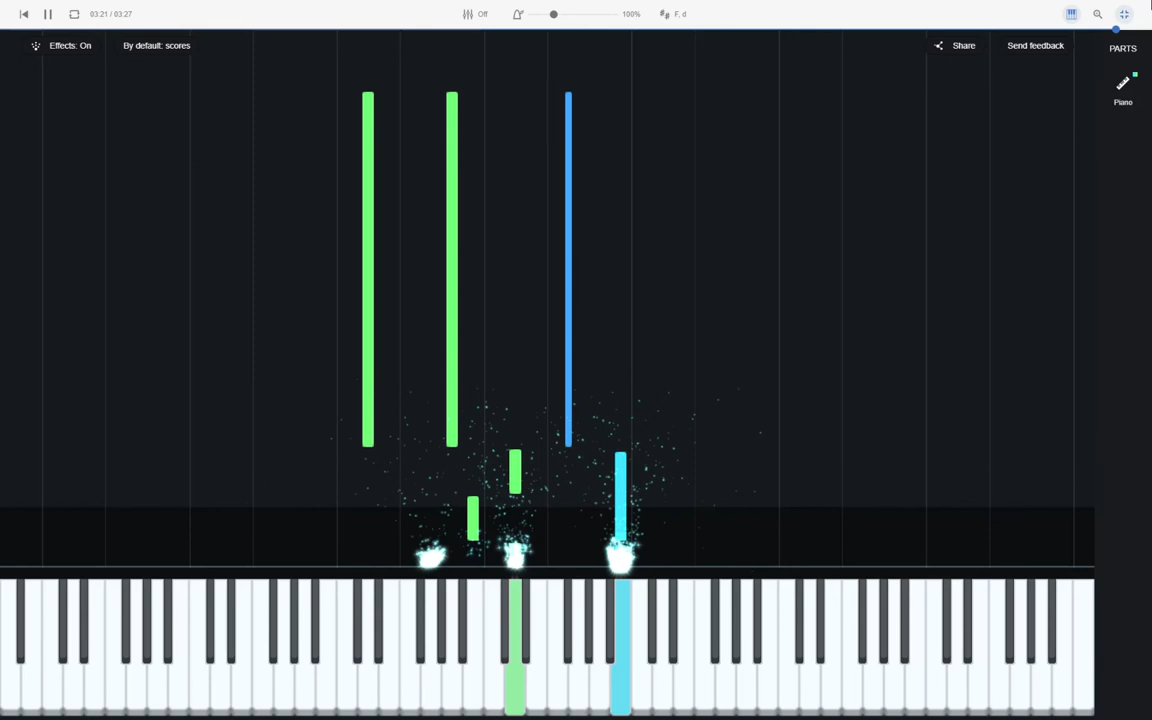 03:21 / 03:27
Off
100%
F, d
Effects: On
By default: scores
Share
Send feedback
PARTS
Piano